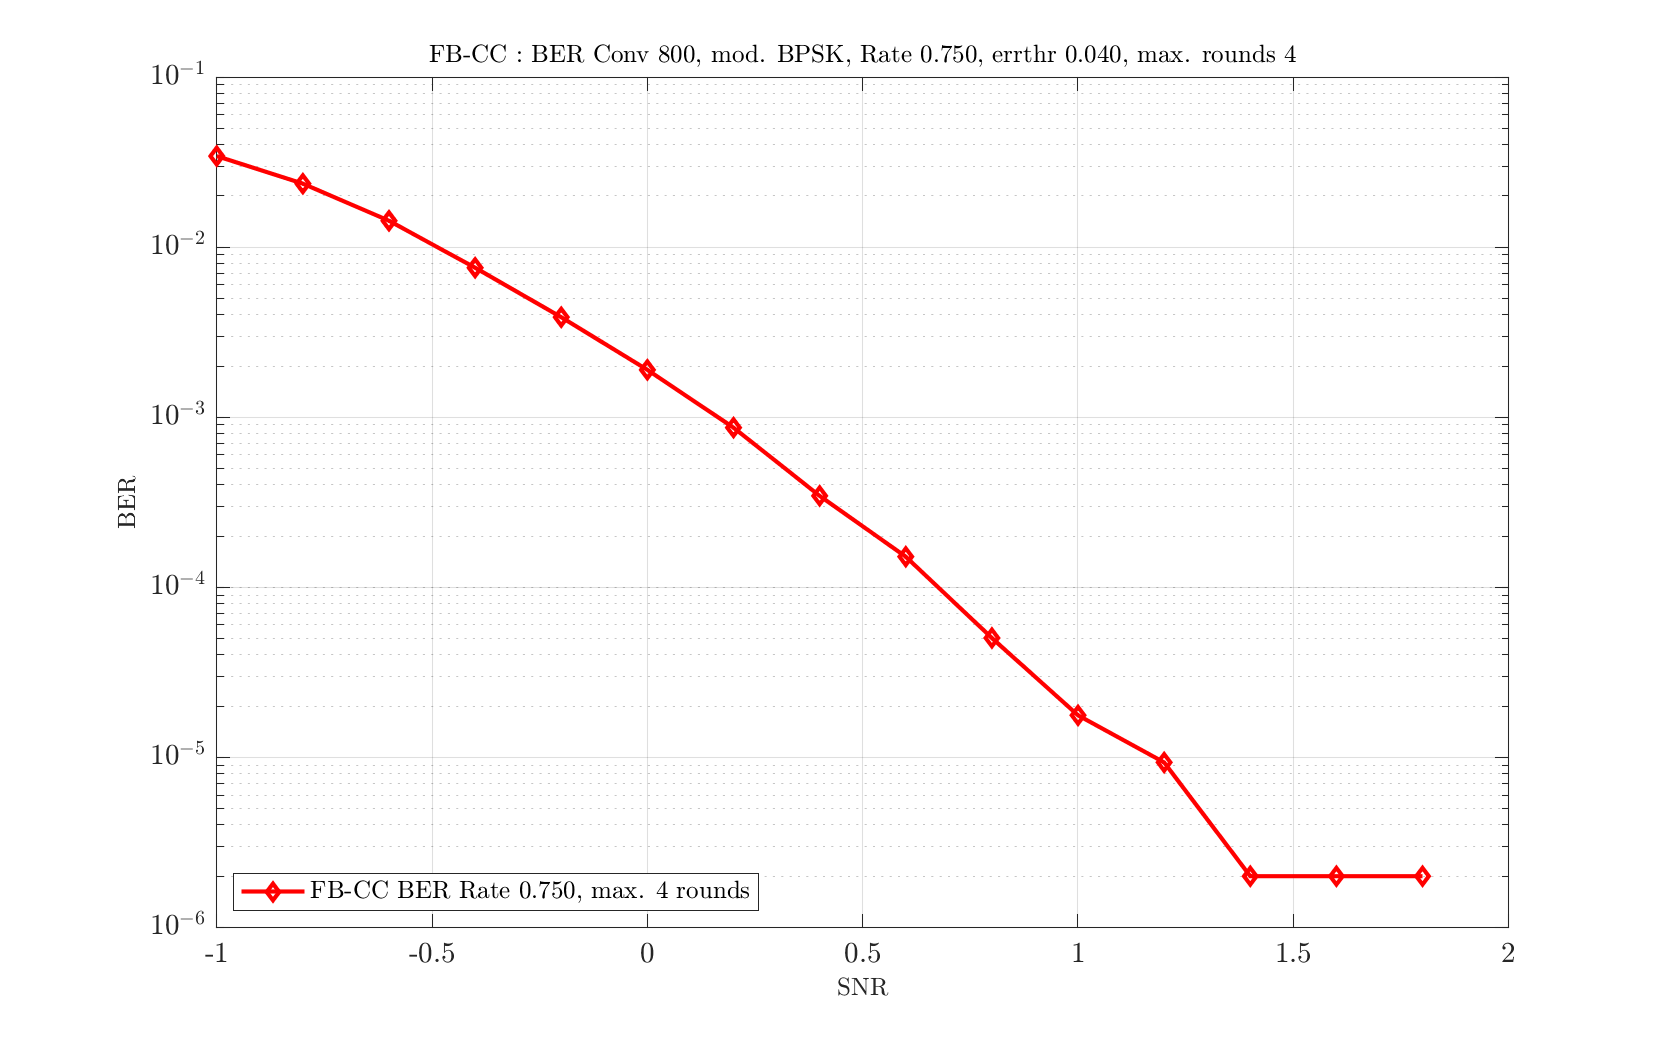 FB-CC : BER Conv 800, mod. BPSK, Rate 0.750, errthr 0.040, max. rounds 4
10⁻¹
10⁻²
10⁻³
10⁻⁴
10⁻⁵
10⁻⁶
BER
FB-CC BER Rate 0.750, max. 4 rounds
-1 -0.5 0 0.5 1 1.5 2
SNR